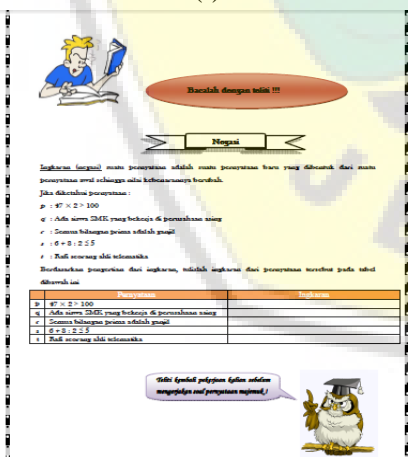 Bacalah dengan teliti !!!
Negasi
Ingkaran (negasi) suatu pernyataan adalah suatu pernyataan baru yang dibentuk dari suatu
pernyataan awal sehingga nilai kebenarannya berubah.
Jika diketahui pernyataan :
p : 47 × 2 > 100
q : Ada siswa SMK yang bekerja di perusahaan asing
r : Semua bilangan prima adalah ganjil
s : 6 + 8 : 2 ≤ 5
t : Rafi seorang ahli telematika
Berdasarkan pengertian dari ingkaran, tulislah ingkaran dari pernyataan tersebut pada tabel
dibawah ini
Pernyataan Ingkaran
p 47 × 2 > 100
q Ada siswa SMK yang bekerja di perusahaan asing
r Semua bilangan prima adalah ganjil
s 6 + 8 : 2 ≤ 5
t Rafi seorang ahli telematika
Teliti kembali pekerjaan kalian sebelum
mengerjakan soal pernyataan majemuk !